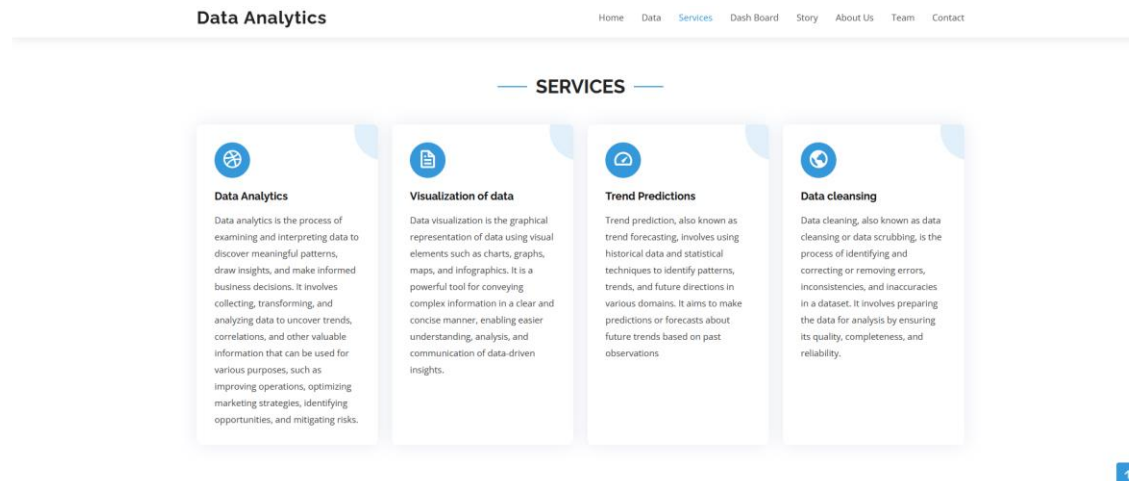 Data Analytics
Home Data Services Dash Board Story About Us Team Contact
SERVICES
Data Analytics
Data analytics is the process of
examining and interpreting data to
discover meaningful patterns,
draw insights, and make informed
business decisions. It involves
collecting, transforming, and
analyzing data to uncover trends,
correlations, and other valuable
information that can be used for
various purposes, such as
improving operations, optimizing
marketing strategies, identifying
opportunities, and mitigating risks.
Visualization of data
Data visualization is the graphical
representation of data using visual
elements such as charts, graphs,
maps, and infographics. It is a
powerful tool for conveying
complex information in a clear and
concise manner, enabling easier
understanding, analysis, and
communication of data-driven
insights.
Trend Predictions
Trend prediction, also known as
trend forecasting, involves using
historical data and statistical
techniques to identify patterns,
trends, and future directions in
various domains. It aims to make
predictions or forecasts about
future trends based on past
observations
Data cleansing
Data cleaning, also known as data
cleansing or data scrubbing, is the
process of identifying and
correcting or removing errors,
inconsistencies, and inaccuracies
in a dataset. It involves preparing
the data for analysis by ensuring
its quality, completeness, and
reliability.